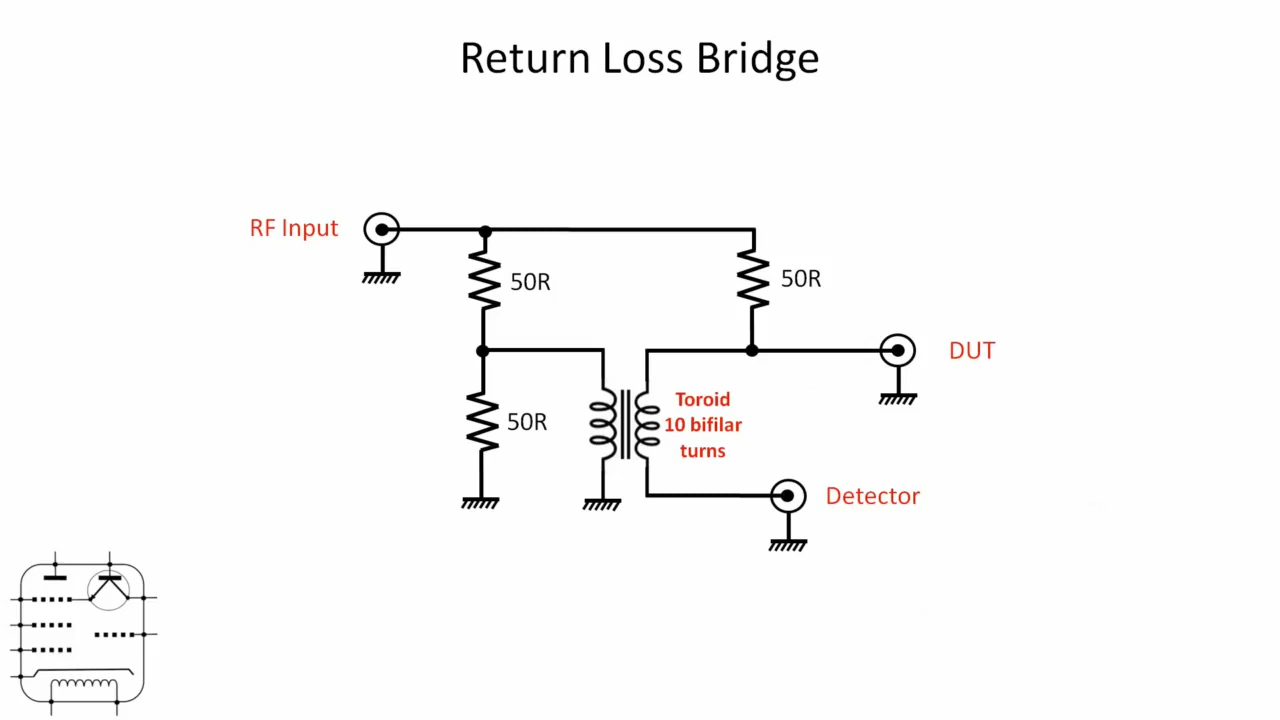 Return Loss Bridge
RF Input
50R
50R
DUT
50R
Toroid
10 bifilar
turns
Detector